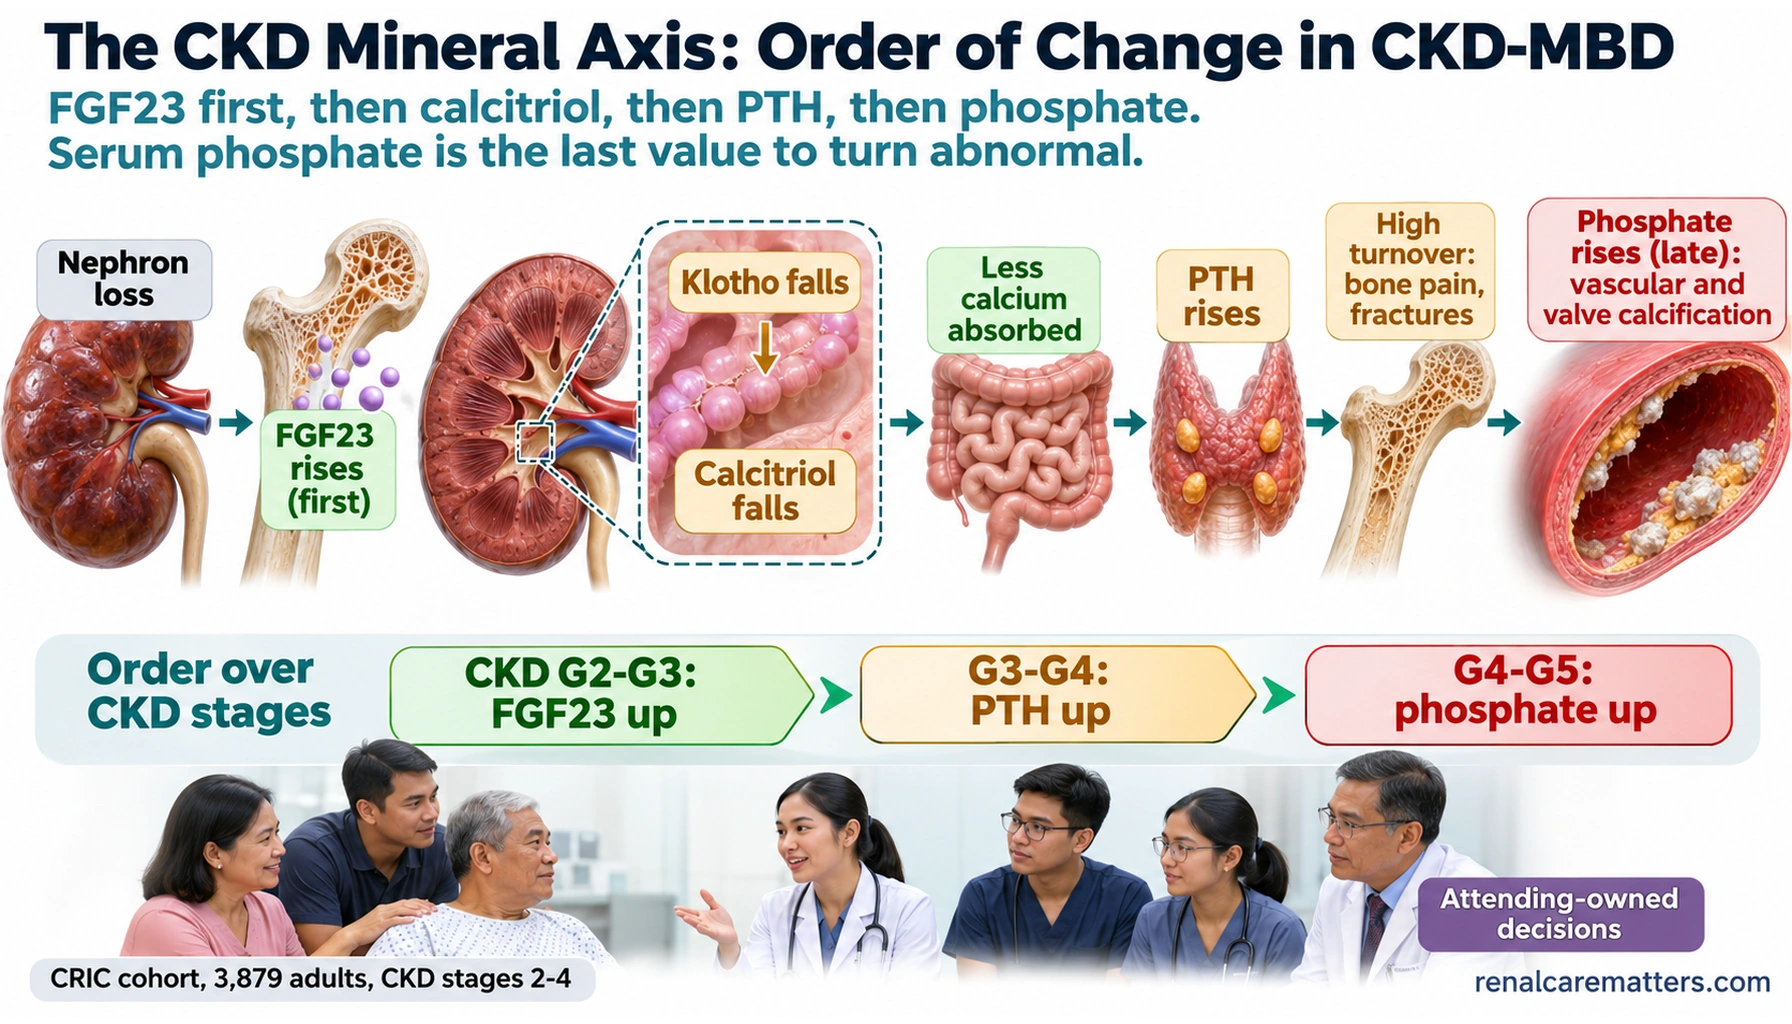 The CKD Mineral Axis: Order of Change in CKD-MBD
FGF23 first, then calcitriol, then PTH, then phosphate.
Serum phosphate is the last value to turn abnormal.
Nephron
loss
FGF23
rises
(first)
Klotho falls
Calcitriol
falls
Less
calcium
absorbed
PTH
rises
High
turnover:
bone pain,
fractures
Phosphate
rises (late):
vascular and
valve calcification
Order over
CKD stages
CKD G2-G3:
FGF23 up
G3-G4:
PTH up
G4-G5:
phosphate up
Attending-owned
decisions
CRIC cohort, 3,879 adults, CKD stages 2-4
renalcarematters.com